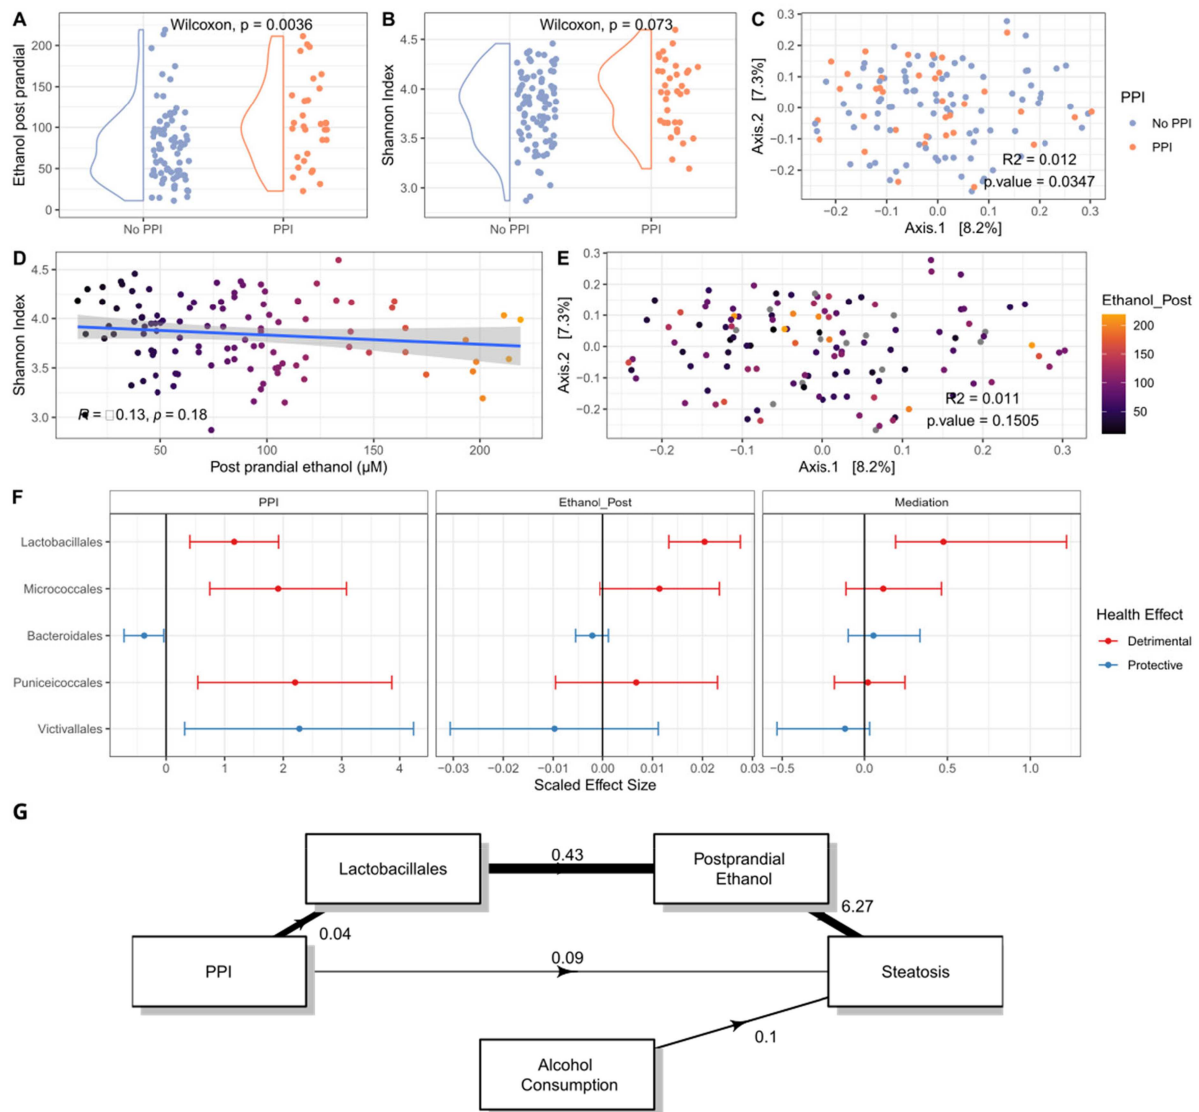 A
Wilcoxon, p = 0.0036
Ethanol post prandial
200
150
100
50
0
No PPI
PPI
B
Wilcoxon, p = 0.073
Shannon Index
4.5
4.0
3.5
3.0
No PPI
PPI
C
Axis.2 [7.3%]
0.3
0.2
0.1
0.0
−0.1
−0.2
R2 = 0.012
p.value = 0.0347
−0.2
−0.1
0.0
0.1
0.2
0.3
Axis.1 [8.2%]
PPI
No PPI
PPI
D
Shannon Index
4.5
4.0
3.5
3.0
R = □0.13, p = 0.18
50
100
150
200
Post prandial ethanol (µM)
E
Axis.2 [7.3%]
0.3
0.2
0.1
0.0
−0.1
−0.2
R2 = 0.011
p.value = 0.1505
−0.2
−0.1
0.0
0.1
0.2
0.3
Axis.1 [8.2%]
Ethanol_Post
200
150
100
50
F
PPI
Ethanol_Post
Mediation
Lactobacillales
Micrococcales
Bacteroidales
Puniceicoccales
Victivallales
0
1
2
3
4
−0.03
−0.02
−0.01
0.00
0.01
0.02
0.03
−0.5
0.0
0.5
1.0
Scaled Effect Size
Health Effect
Detrimental
Protective
G
Lactobacillales
0.43
Postprandial
Ethanol
0.04
6.27
PPI
0.09
Steatosis
0.1
Alcohol
Consumption